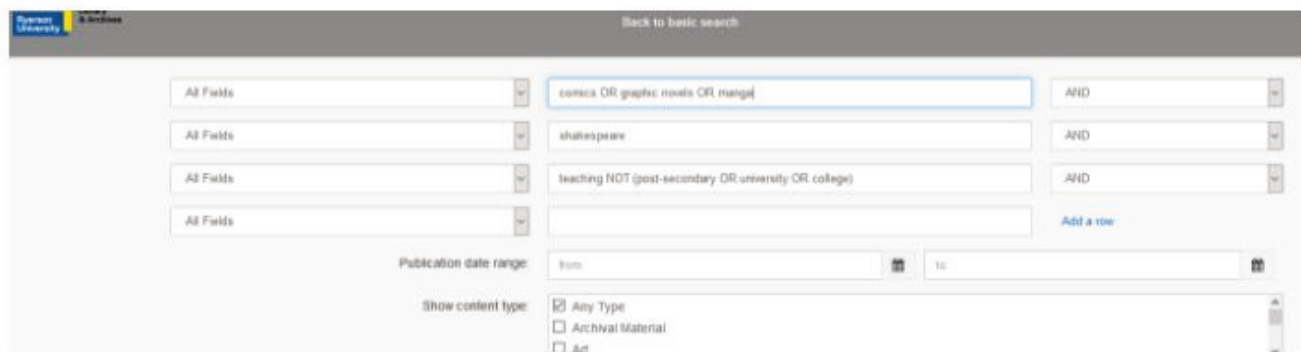 Ryerson
University
& Archives
Back to basic search
All Fields comics OR graphic novels OR manga AND
All Fields shakespeare AND
All Fields teaching NOT (post-secondary OR university OR college) AND
All Fields Add a row
Publication date range: from to
Show content type: Any Type
Archival Material
Art